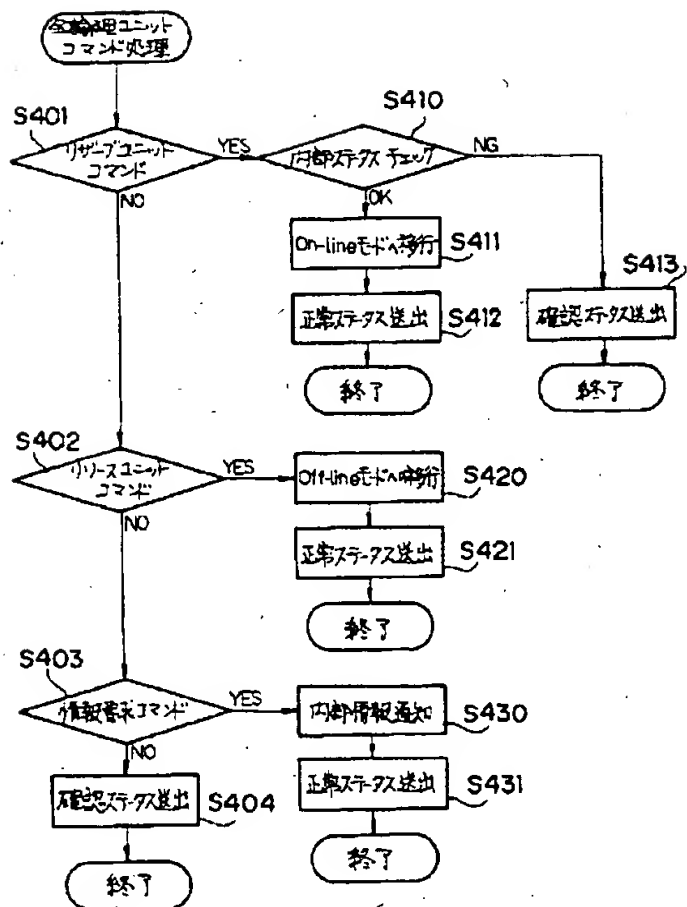 全論理ユニット
コマンド処理
S401
リザーブユニット
コマンド
YES
NO
S410
内部ステータスチェック
NG
OK
On-lineモードへ移行
S411
正常ステータス送出
S412
終了
S413
確認ステータス送出
終了
S402
リリースユニット
コマンド
YES
NO
Off-lineモードへ移行
S420
正常ステータス送出
S421
終了
S403
情報要求コマンド
YES
NO
内部情報通知
S430
正常ステータス送出
S431
終了
確認ステータス送出
S404
終了